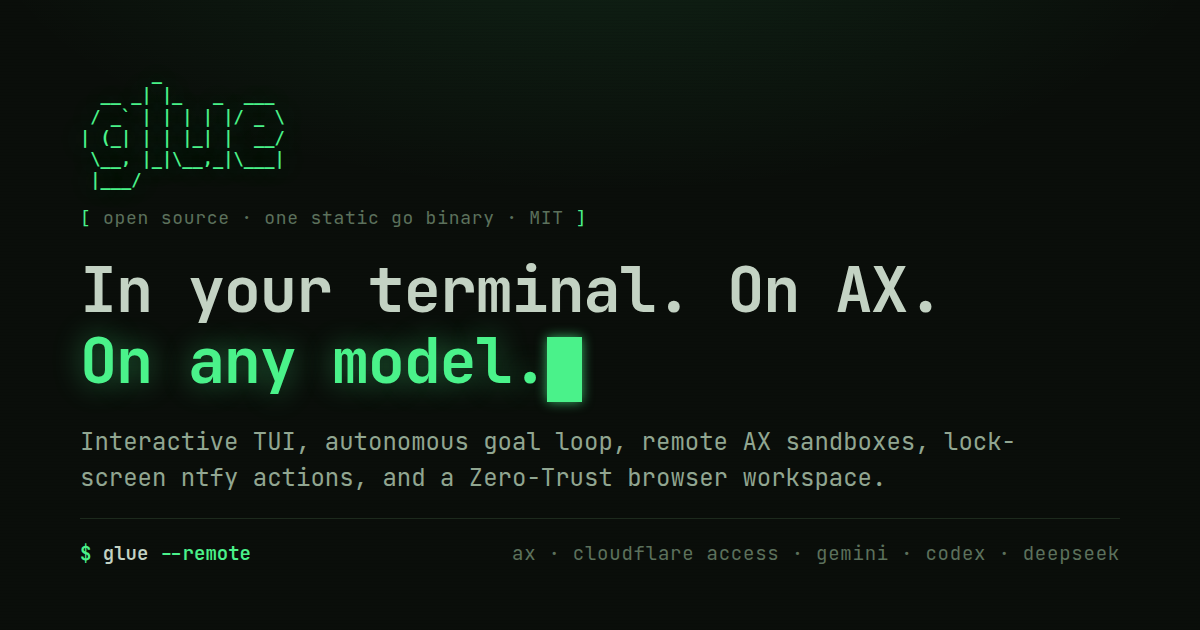 glue
[ open source · one static go binary · MIT ]
In your terminal. On AX.
On any model.
Interactive TUI, autonomous goal loop, remote AX sandboxes, lock-
screen ntfy actions, and a Zero-Trust browser workspace.
$ glue --remote
ax · cloudflare access · gemini · codex · deepseek